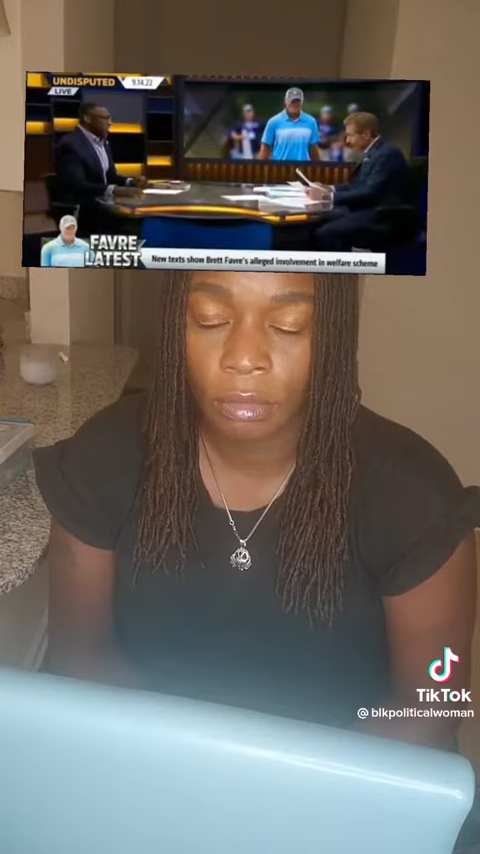 UNDISPUTED
9.14.22
LIVE
FAVRE
LATEST
New texts show Brett Favre's alleged involvement in welfare scheme
TikTok
@blkpoliticalwoman